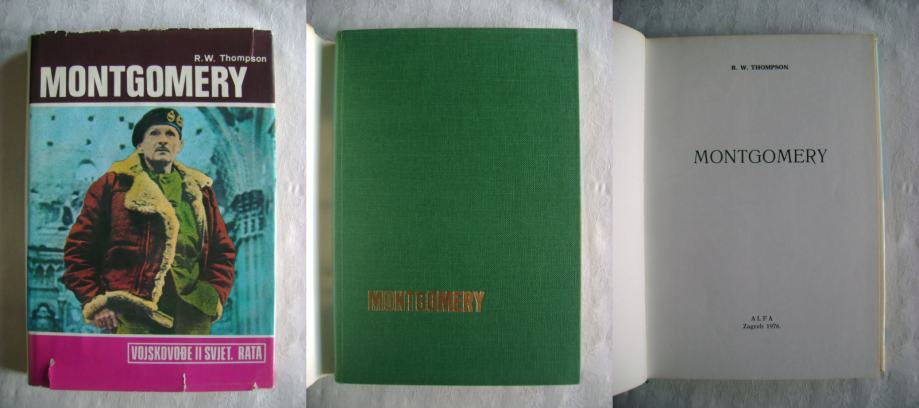 R.W. Thompson
MONTGOMERY
VOJSKOVOĐE II SVJET. RATA
MONTGOMERY
R. W. THOMPSON
MONTGOMERY
ALFA
Zagreb 1976.